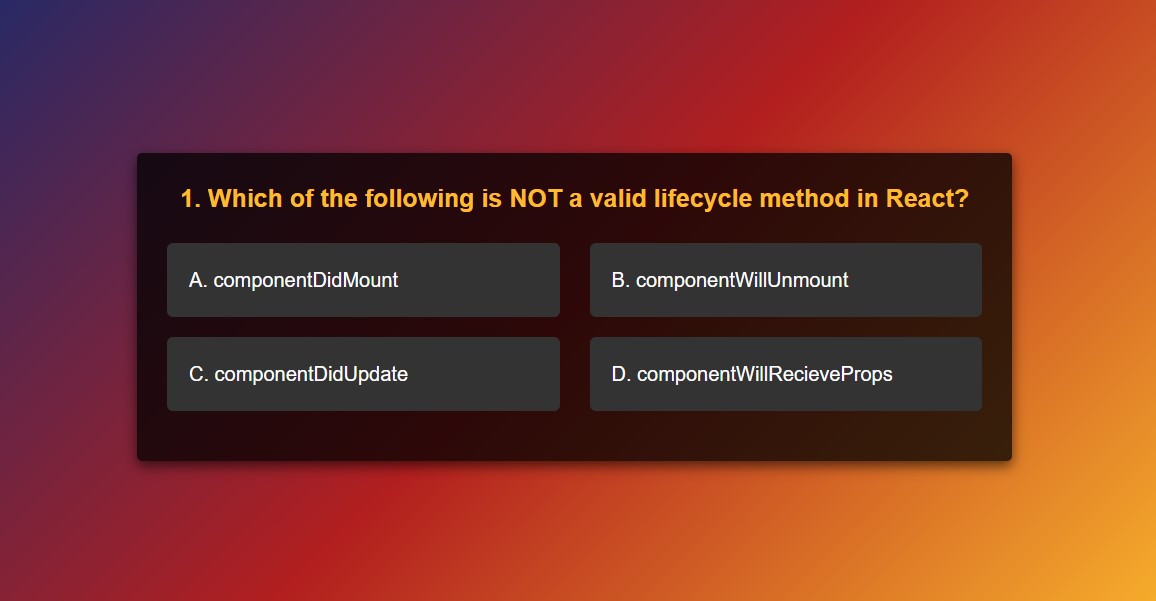 1. Which of the following is NOT a valid lifecycle method in React?
A. componentDidMount
B. componentWillUnmount
C. componentDidUpdate
D. componentWillRecieveProps